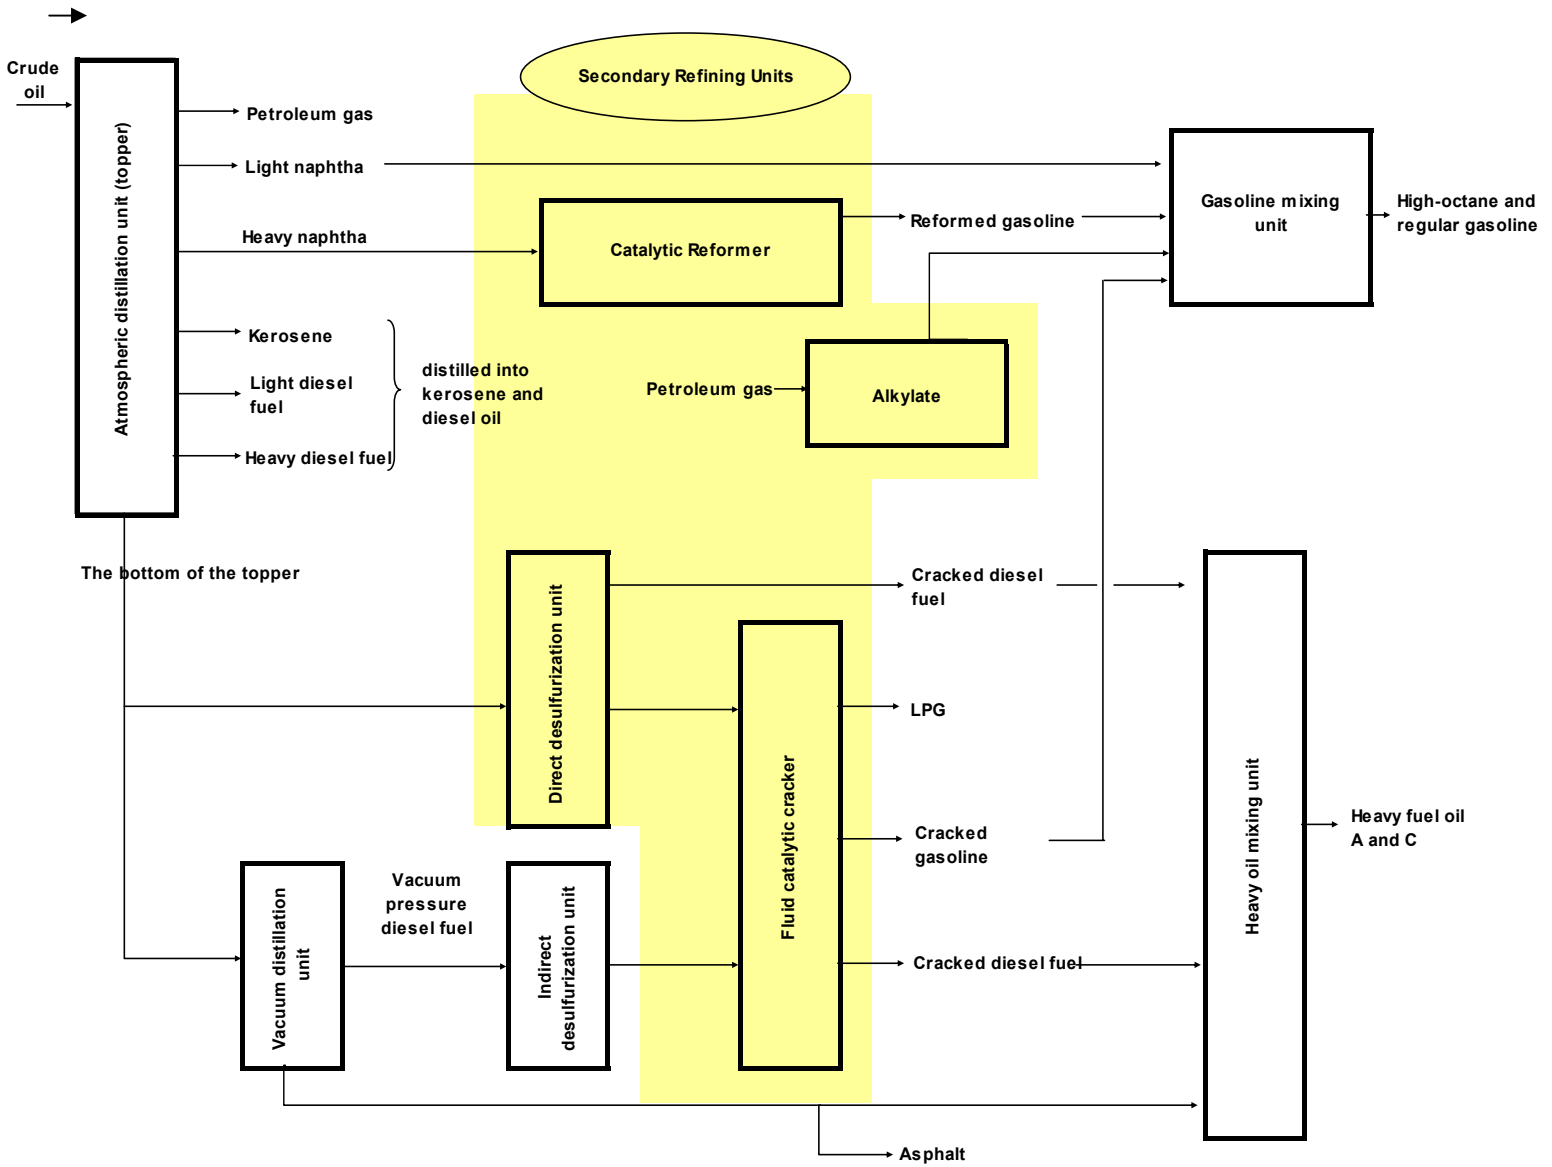 Secondary Refining Units
Crude
oil
Petroleum gas
Light naphtha
Heavy naphtha
Atmospheric distillation unit (topper)
Catalytic Reformer
Reformed gasoline
Gasoline mixing
unit
High-octane and
regular gasoline
Kerosene
Light diesel
fuel
Heavy diesel fuel
distilled into
kerosene and
diesel oil
Petroleum gas
Alkylate
The bottom of the topper
Direct desulfurization unit
Cracked diesel
fuel
LPG
Fluid catalytic cracker
Cracked
gasoline
Heavy oil mixing unit
Heavy fuel oil
A and C
Vacuum
pressure
diesel fuel
Vacuum distillation
unit
Indirect
desulfurization unit
Cracked diesel fuel
Asphalt